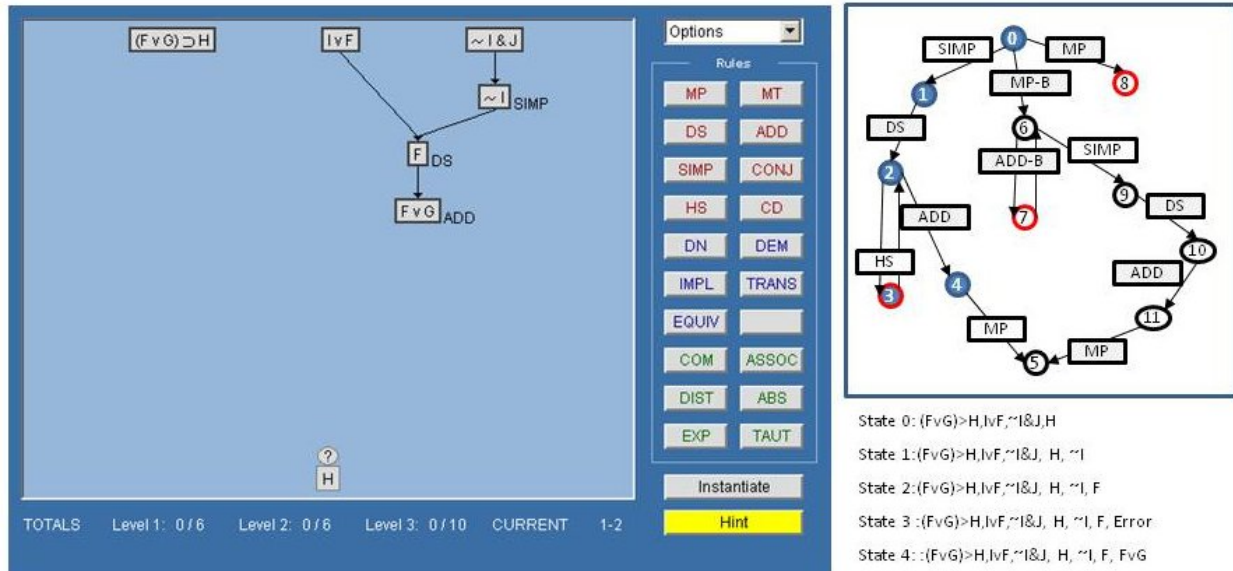 (F v G) ⊃ H
I v F
~ I & J
~ I SIMP
F DS
F v G ADD
?
H
TOTALS Level 1: 0 / 6 Level 2: 0 / 6 Level 3: 0 / 10 CURRENT 1-2
Options
Rules
MP MT
DS ADD
SIMP CONJ
HS CD
DN DEM
IMPL TRANS
EQUIV
COM ASSOC
DIST ABS
EXP TAUT
Instantiate
Hint
0
SIMP MP
1 MP-B 8
DS 6 SIMP
2 ADD-B 9
ADD 7 DS
HS 10
3 4 ADD
MP 11
5 MP
State 0: (FvG)>H,IvF,~I&J,H
State 1:(FvG)>H,IvF,~I&J, H, ~I
State 2:(FvG)>H,IvF,~I&J, H, ~I, F
State 3 :(FvG)>H,IvF,~I&J, H, ~I, F, Error
State 4: :(FvG)>H,IvF,~I&J, H, ~I, F, FvG